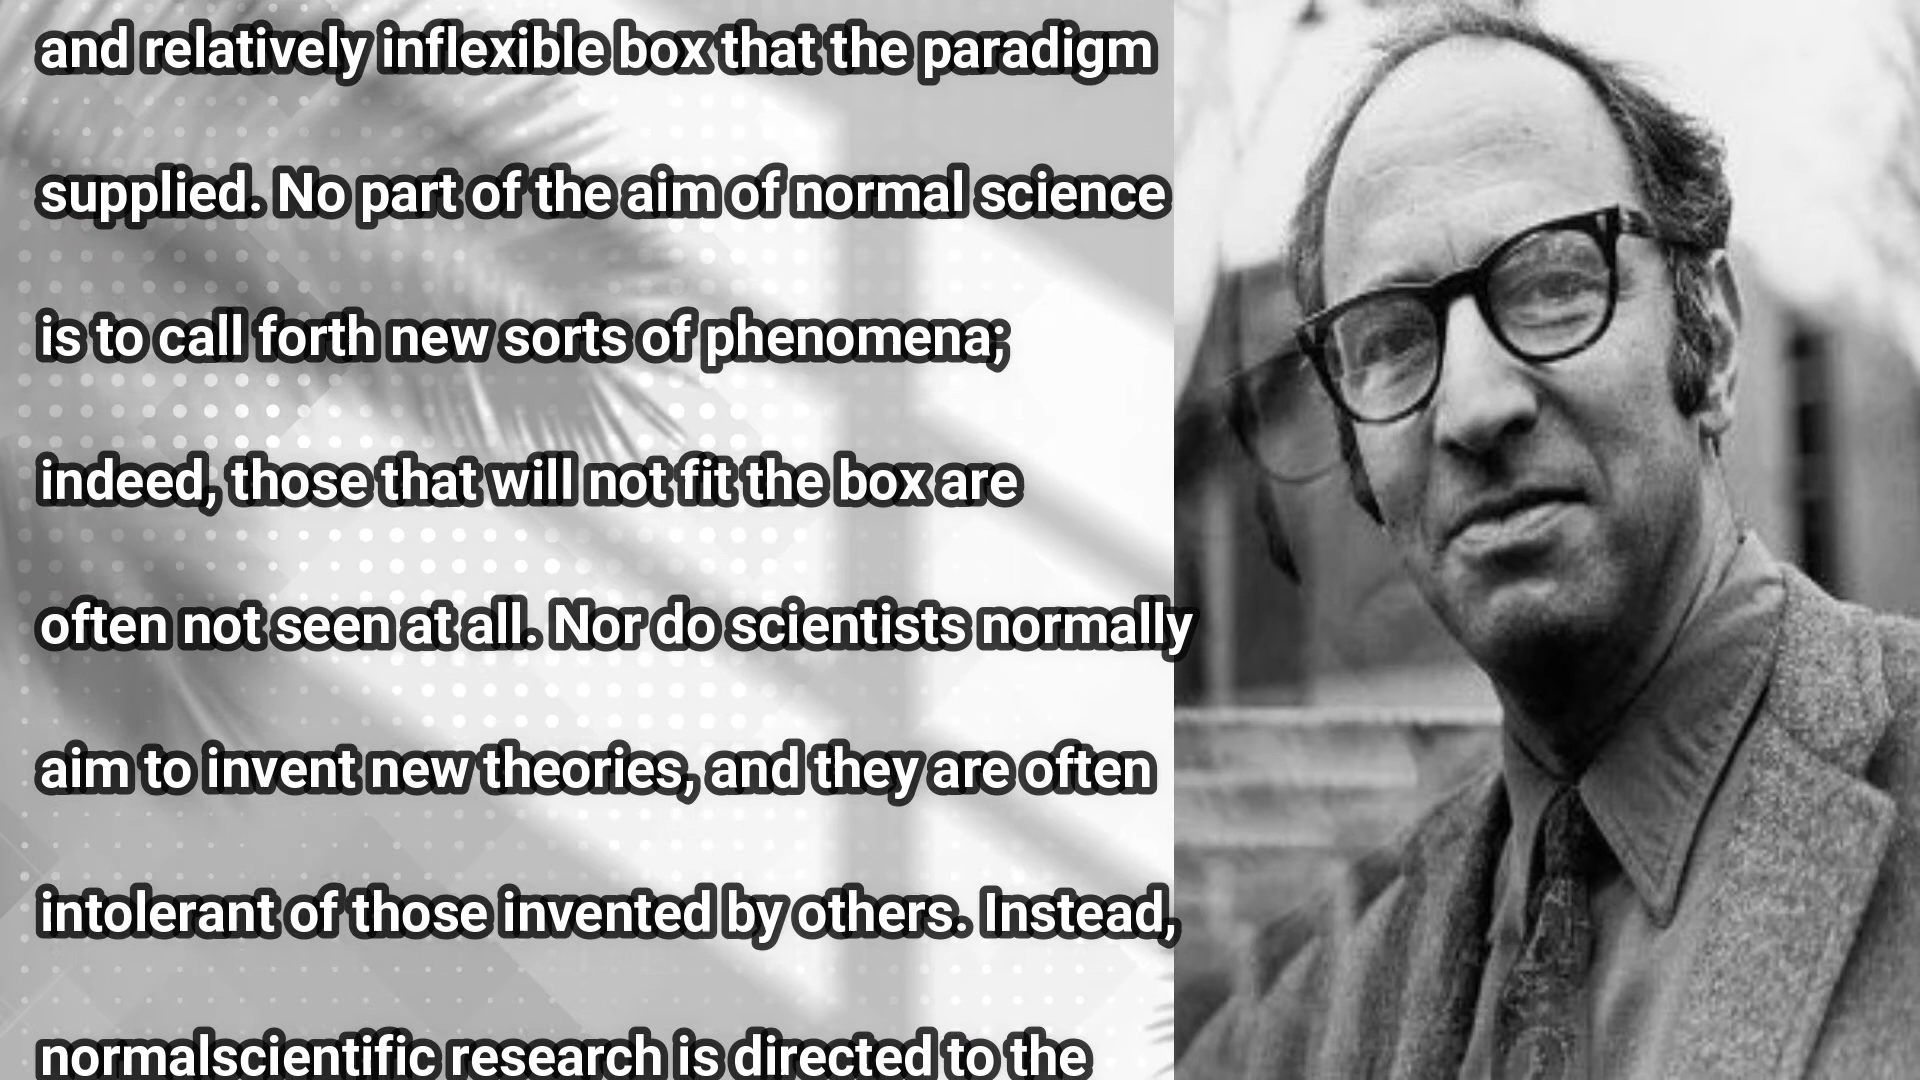 and relatively inflexible box that the paradigm
supplied. No part of the aim of normal science
is to call forth new sorts of phenomena;
indeed, those that will not fit the box are
often not seen at all. Nor do scientists normally
aim to invent new theories, and they are often
intolerant of those invented by others. Instead,
normalscientific research is directed to the